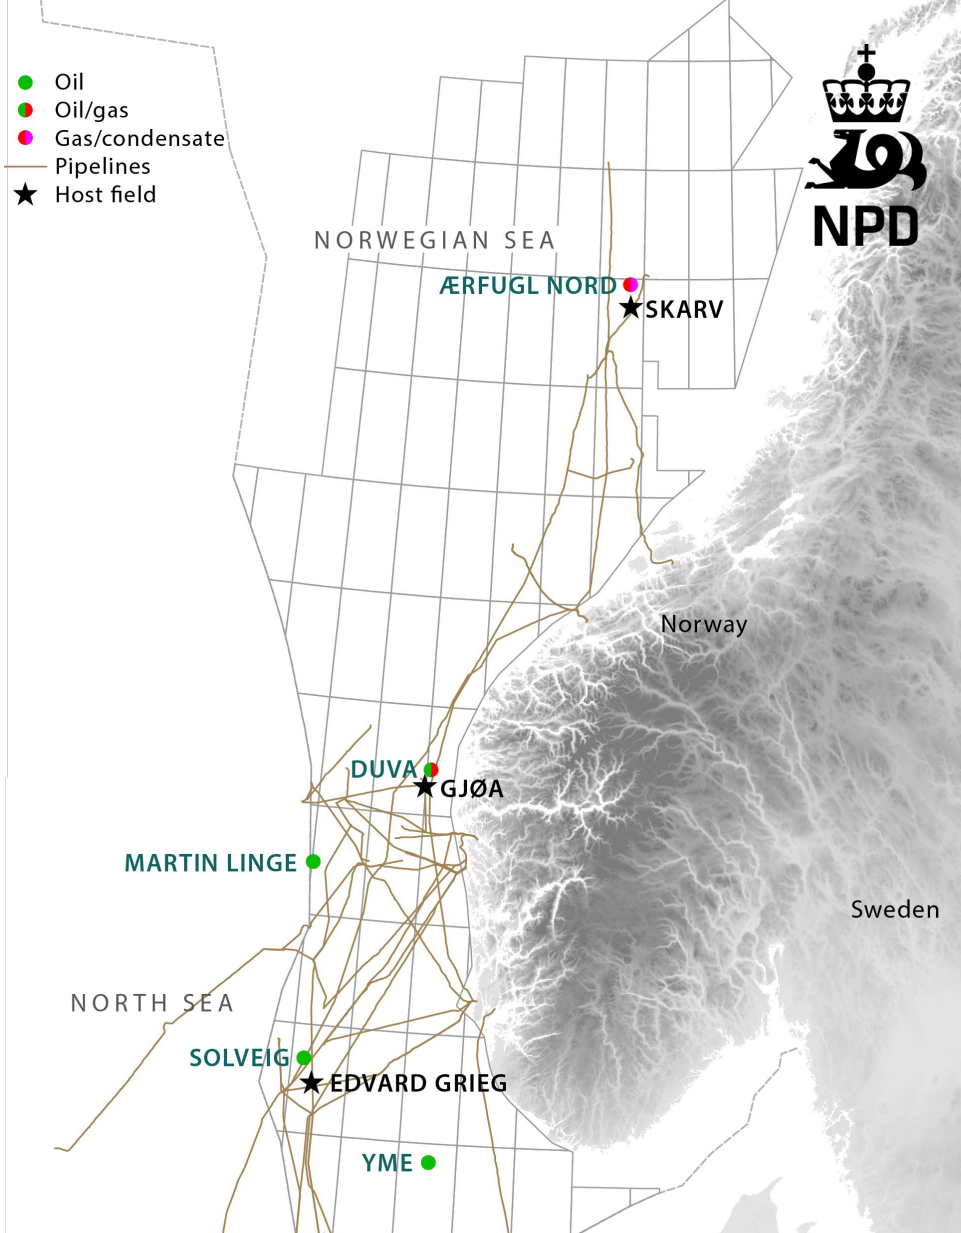 Oil
Oil/gas
Gas/condensate
Pipelines
Host field
NPD
NORWEGIAN SEA
ÆRFUGL NORD
SKARV
Norway
DUVA
GJØA
MARTIN LINGE
Sweden
NORTH SEA
SOLVEIG
EDVARD GRIEG
YME